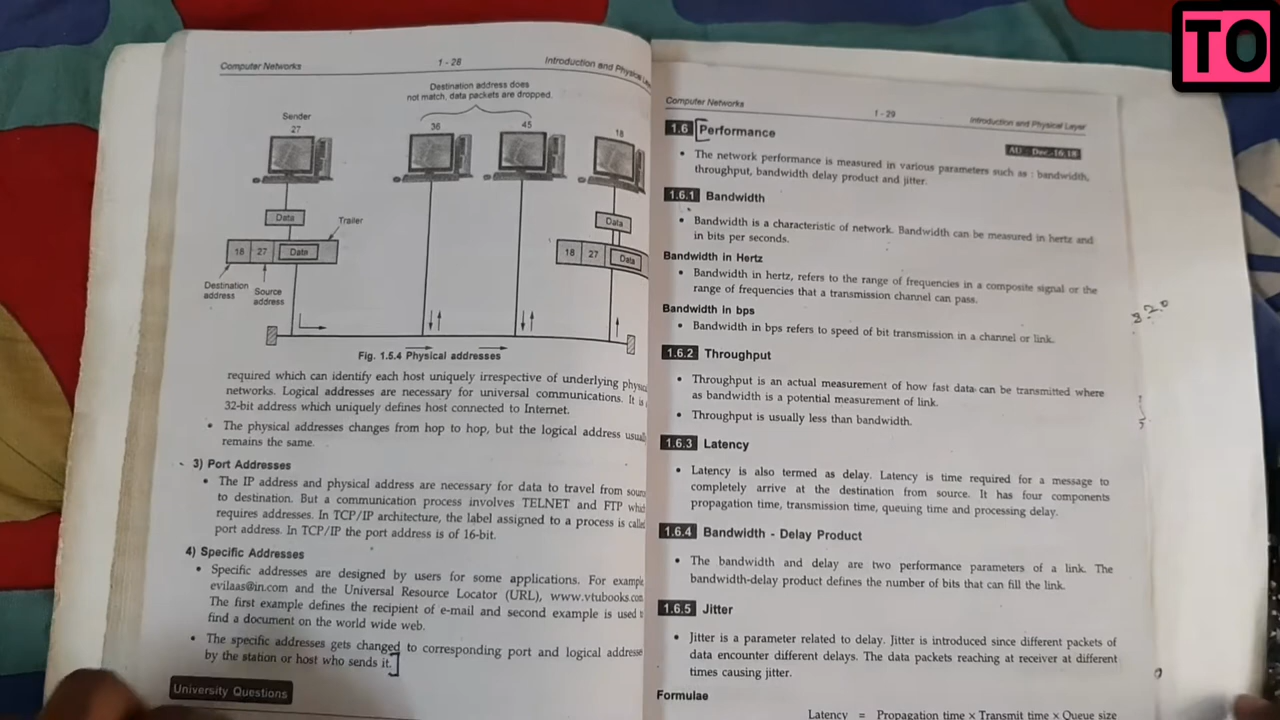 TO
Computer Networks
1 - 28
Introduction and Physical
Destination address does
not match, data packets are dropped.
Sender
27
36
45
18
Data
Trailer
Data
18 27 Data
18 27 Data
Destination
address
Source
address
Fig. 1.5.4 Physical addresses
required which can identify each host uniquely irrespective of underlying
networks. Logical addresses are necessary for universal communications. It is
32-bit address which uniquely defines host connected to Internet.
• The physical addresses changes from hop to hop, but the logical address
remains the same.
3) Port Addresses
• The IP address and physical address are necessary for data to travel from
to destination. But a communication process involves TELNET and FTP
requires addresses. In TCP/IP architecture, the label assigned to a process is
port address. In TCP/IP the port address is of 16-bit.
4) Specific Addresses
• Specific addresses are designed by users for some applications. For example
evilaas@in.com and the Universal Resource Locator (URL), www.vtubooks.com
The first example defines the recipient of e-mail and second example is used
find a document on the world wide web.
• The specific addresses gets changed to corresponding port and logical
by the station or host who sends it.
University Questions
Computer Networks
1 - 29
Introduction and Physical Layer
1.6 Performance
AU : Dec.-16,18
• The network performance is measured in various parameters such as : bandwidth,
throughput, bandwidth delay product and jitter.
1.6.1 Bandwidth
• Bandwidth is a characteristic of network. Bandwidth can be measured in hertz and
in bits per seconds.
Bandwidth in Hertz
• Bandwidth in hertz, refers to the range of frequencies in a composite signal or the
range of frequencies that a transmission channel can pass.
Bandwidth in bps
• Bandwidth in bps refers to speed of bit transmission in a channel or link.
1.6.2 Throughput
• Throughput is an actual measurement of how fast data can be transmitted where
as bandwidth is a potential measurement of link.
• Throughput is usually less than bandwidth.
1.6.3 Latency
• Latency is also termed as delay. Latency is time required for a message to
completely arrive at the destination from source. It has four components
propagation time, transmission time, queuing time and processing delay.
1.6.4 Bandwidth - Delay Product
• The bandwidth and delay are two performance parameters of a link. The
bandwidth-delay product defines the number of bits that can fill the link.
1.6.5 Jitter
• Jitter is a parameter related to delay. Jitter is introduced since different packets of
data encounter different delays. The data packets reaching at receiver at different
times causing jitter.
Formulae
Latency = Propagation time × Transmit time × Queue size